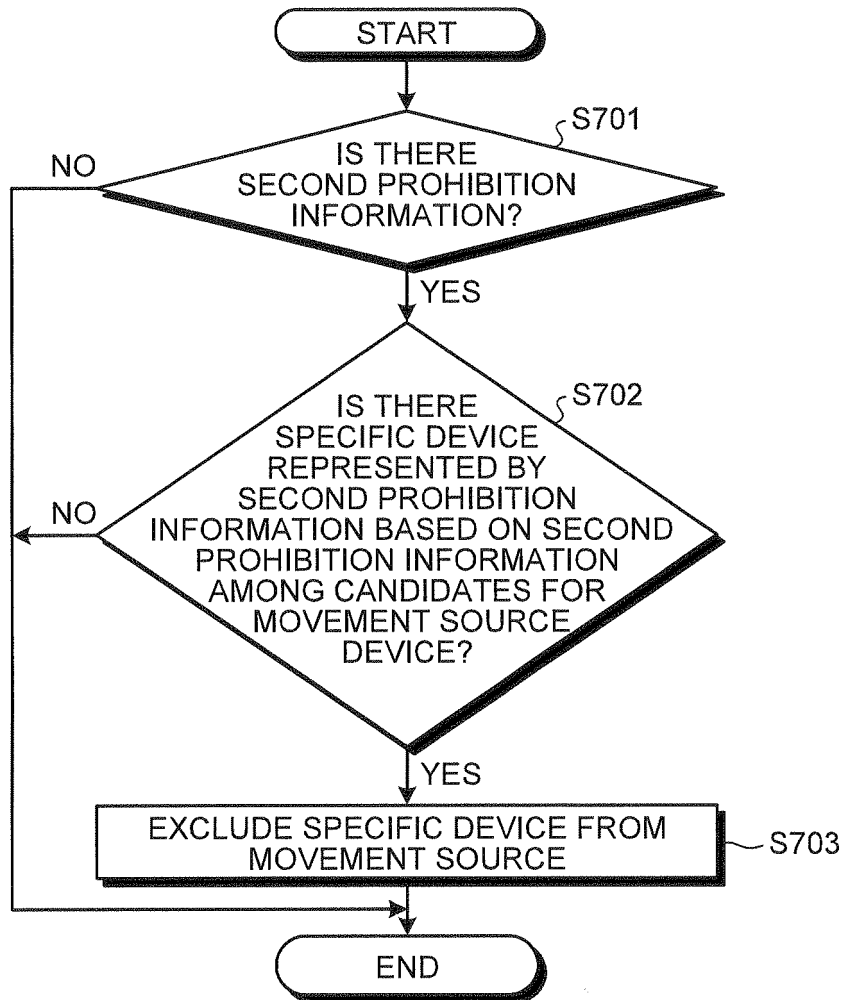 START
S701
IS THERE
SECOND PROHIBITION
INFORMATION?
NO
YES
S702
IS THERE
SPECIFIC DEVICE
REPRESENTED BY
SECOND PROHIBITION
INFORMATION BASED ON SECOND
PROHIBITION INFORMATION
AMONG CANDIDATES FOR
MOVEMENT SOURCE
DEVICE?
NO
YES
EXCLUDE SPECIFIC DEVICE FROM
MOVEMENT SOURCE
S703
END